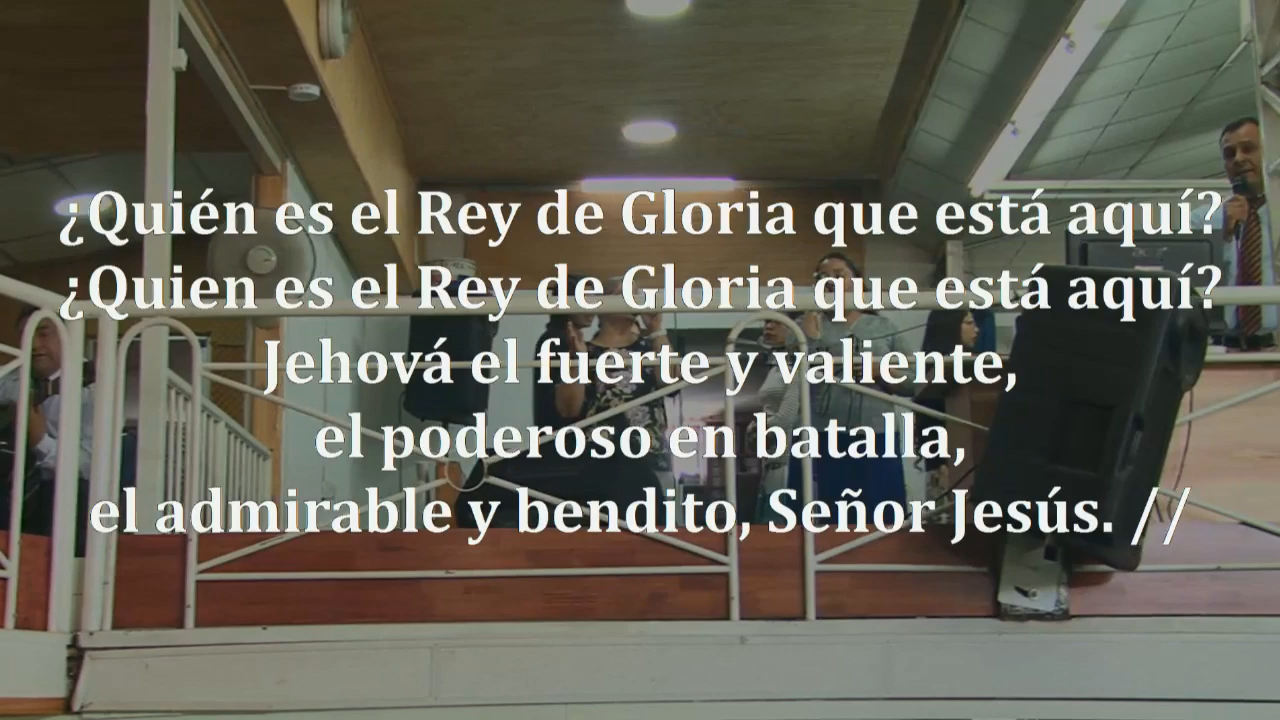 ¿Quién es el Rey de Gloria que está aquí?
¿Quien es el Rey de Gloria que está aquí?
Jehová el fuerte y valiente,
el poderoso en batalla,
el admirable y bendito, Señor Jesús. //